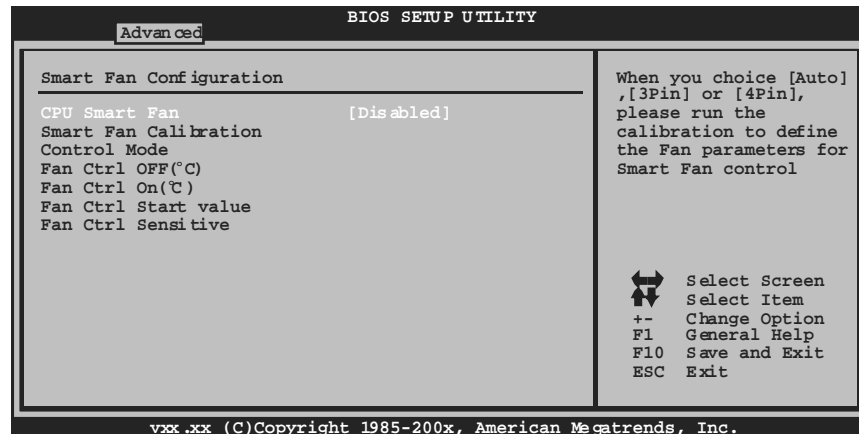 BIOS SETUP UTILITY
Advanced
Smart Fan Configuration
CPU Smart Fan [Disabled]
Smart Fan Calibration
Control Mode
Fan Ctrl OFF(°C)
Fan Ctrl On(℃)
Fan Ctrl Start value
Fan Ctrl Sensitive
When you choice [Auto]
,[3Pin] or [4Pin],
please run the
calibration to define
the Fan parameters for
Smart Fan control
Select Screen
Select Item
+- Change Option
F1 General Help
F10 Save and Exit
ESC Exit
vxx.xx (C)Copyright 1985-200x, American Megatrends, Inc.